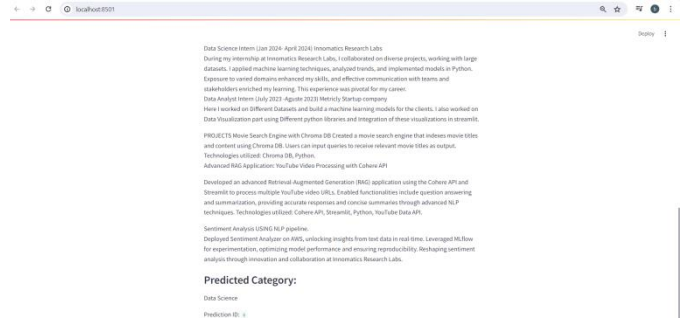 localhost:8501
Deploy
Data Science Intern (Jan 2024- April 2024) Innomatics Research Labs
During my internship at Innomatics Research Labs, I collaborated on diverse projects, working with large
datasets. I applied machine learning techniques, analyzed trends, and implemented models in Python.
Exposure to varied domains enhanced my skills, and effective communication with teams and
stakeholders enriched my learning. This experience was pivotal for my career.
Data Analyst Intern (July 2023 -Aguste 2023) Metricly Startup company
Here I worked on Different Datasets and build a machine learning models for the clients. I also worked on
Data Visualization part using Different python libraries and Integration of these visualizations in streamlit.
PROJECTS Movie Search Engine with Chroma DB Created a movie search engine that indexes movie titles
and content using Chroma DB. Users can input queries to receive relevant movie titles as output.
Technologies utilized: Chroma DB, Python.
Advanced RAG Application: YouTube Video Processing with Cohere API
Developed an advanced Retrieval-Augmented Generation (RAG) application using the Cohere API and
Streamlit to process multiple YouTube video URLs. Enabled functionalities include question answering
and summarization, providing accurate responses and concise summaries through advanced NLP
techniques. Technologies utilized: Cohere API, Streamlit, Python, YouTube Data API.
Sentiment Analysis USING NLP pipeline.
Deployed Sentiment Analyzer on AWS, unlocking insights from text data in real-time. Leveraged MLflow
for experimentation, optimizing model performance and ensuring reproducibility. Reshaping sentiment
analysis through innovation and collaboration at Innomatics Research Labs.
Predicted Category:
Data Science
Prediction ID: